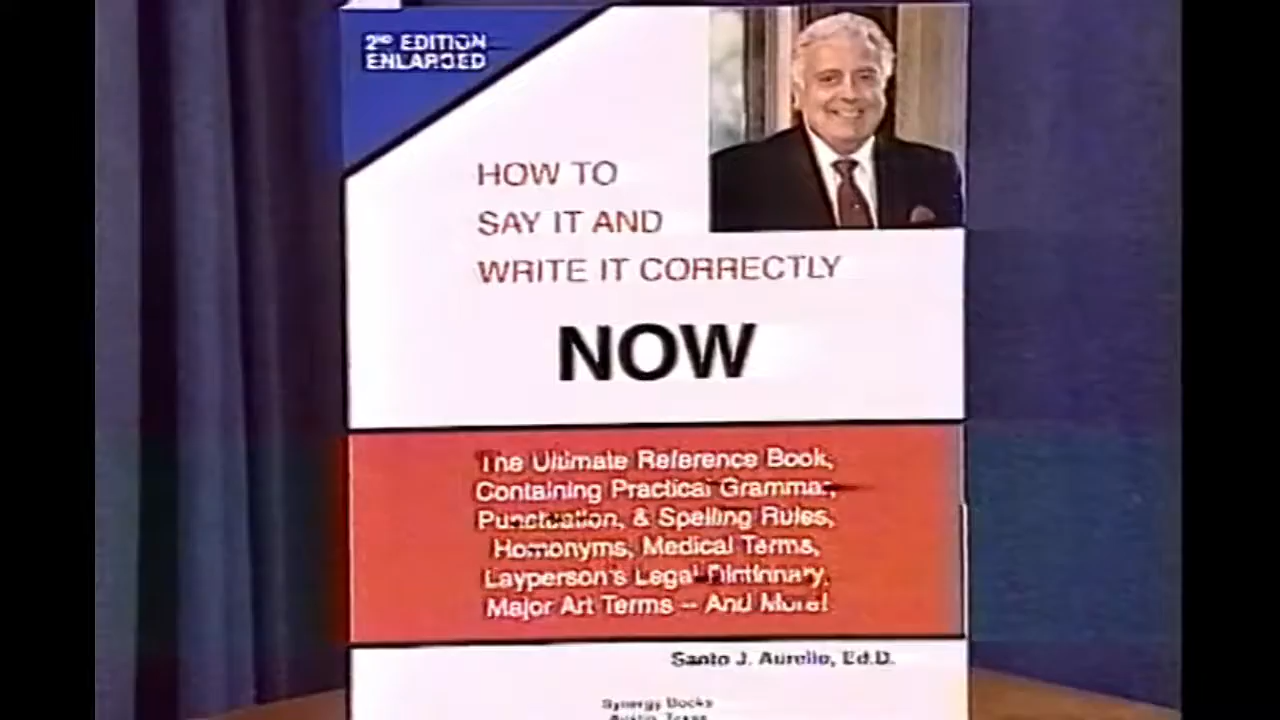 2ND EDITION
ENLARGED
HOW TO
SAY IT AND
WRITE IT CORRECTLY
NOW
The Ultimate Reference Book,
Containing Practical Grammar,
Punctuation, & Spelling Rules,
Homonyms, Medical Terms,
Layperson's Legal Dictionary,
Major Art Terms -- And More!
Santo J. Aurelio, Ed.D.
Synergy Books
Austin, Texas